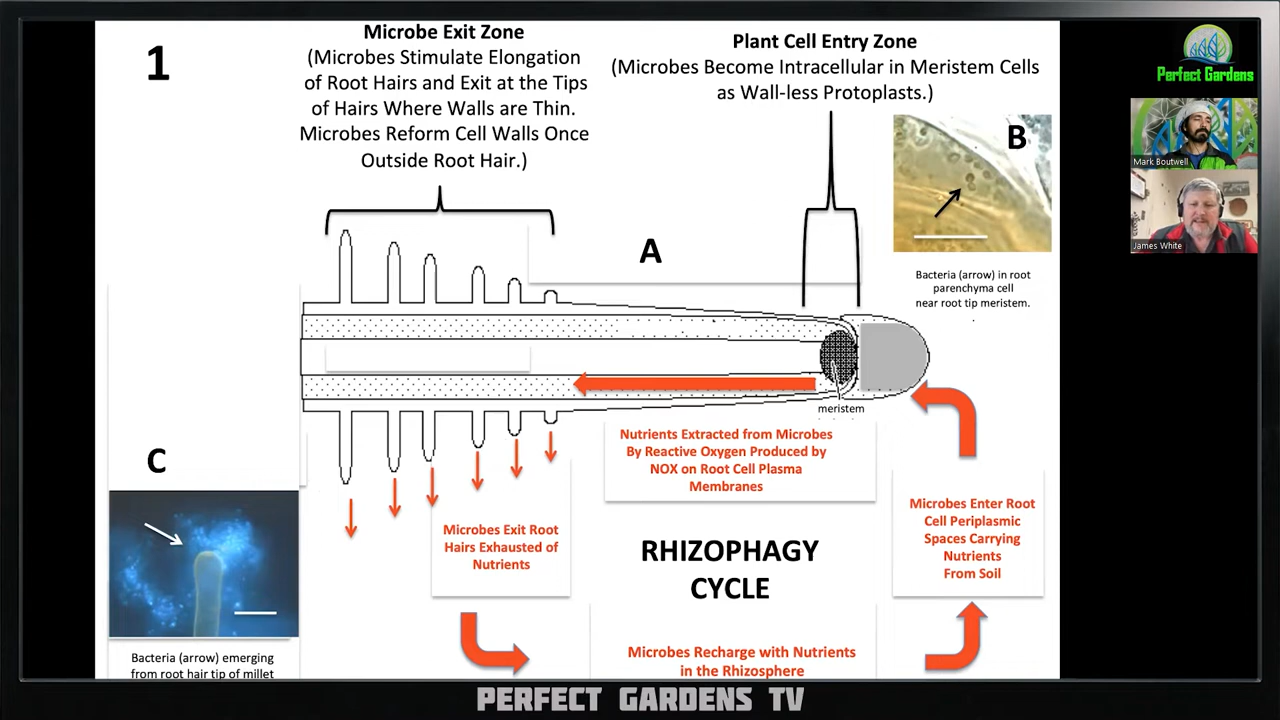 1
Microbe Exit Zone
(Microbes Stimulate Elongation
of Root Hairs and Exit at the Tips
of Hairs Where Walls are Thin.
Microbes Reform Cell Walls Once
Outside Root Hair.)
Plant Cell Entry Zone
(Microbes Become Intracellular in Meristem Cells
as Wall-less Protoplasts.)
Perfect Gardens
Mark Boutwell
James White
B
Bacteria (arrow) in root
parenchyma cell
near root tip meristem.
A
meristem
Nutrients Extracted from Microbes
By Reactive Oxygen Produced by
NOX on Root Cell Plasma
Membranes
C
Microbes Exit Root
Hairs Exhausted of
Nutrients
RHIZOPHAGY
CYCLE
Microbes Enter Root
Cell Periplasmic
Spaces Carrying
Nutrients
From Soil
Microbes Recharge with Nutrients
in the Rhizosphere
Bacteria (arrow) emerging
from root hair tip of millet
PERFECT GARDENS TV